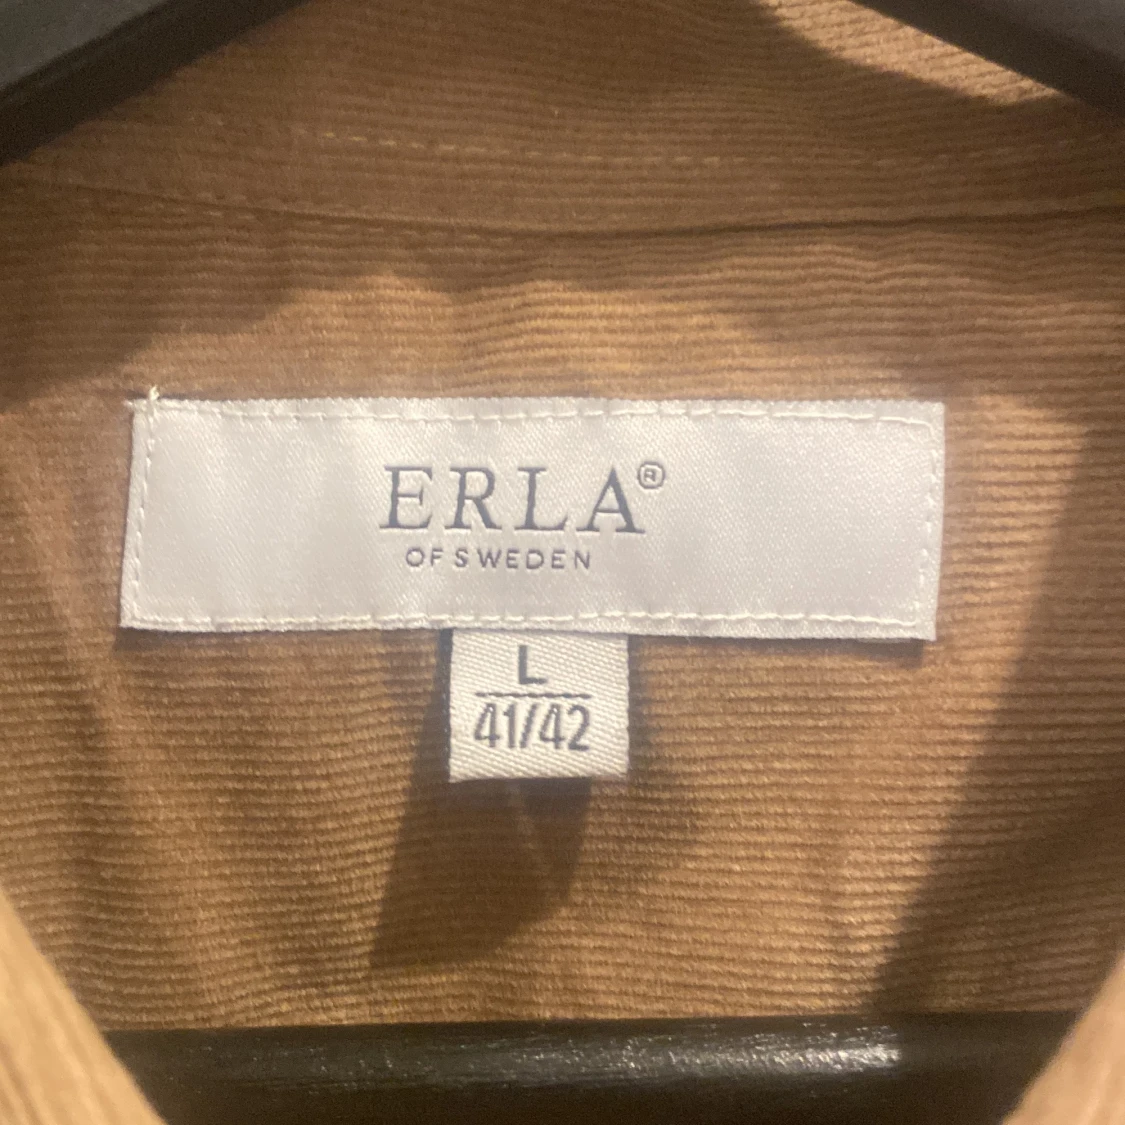 ERLA®
OF SWEDEN
L
41/42